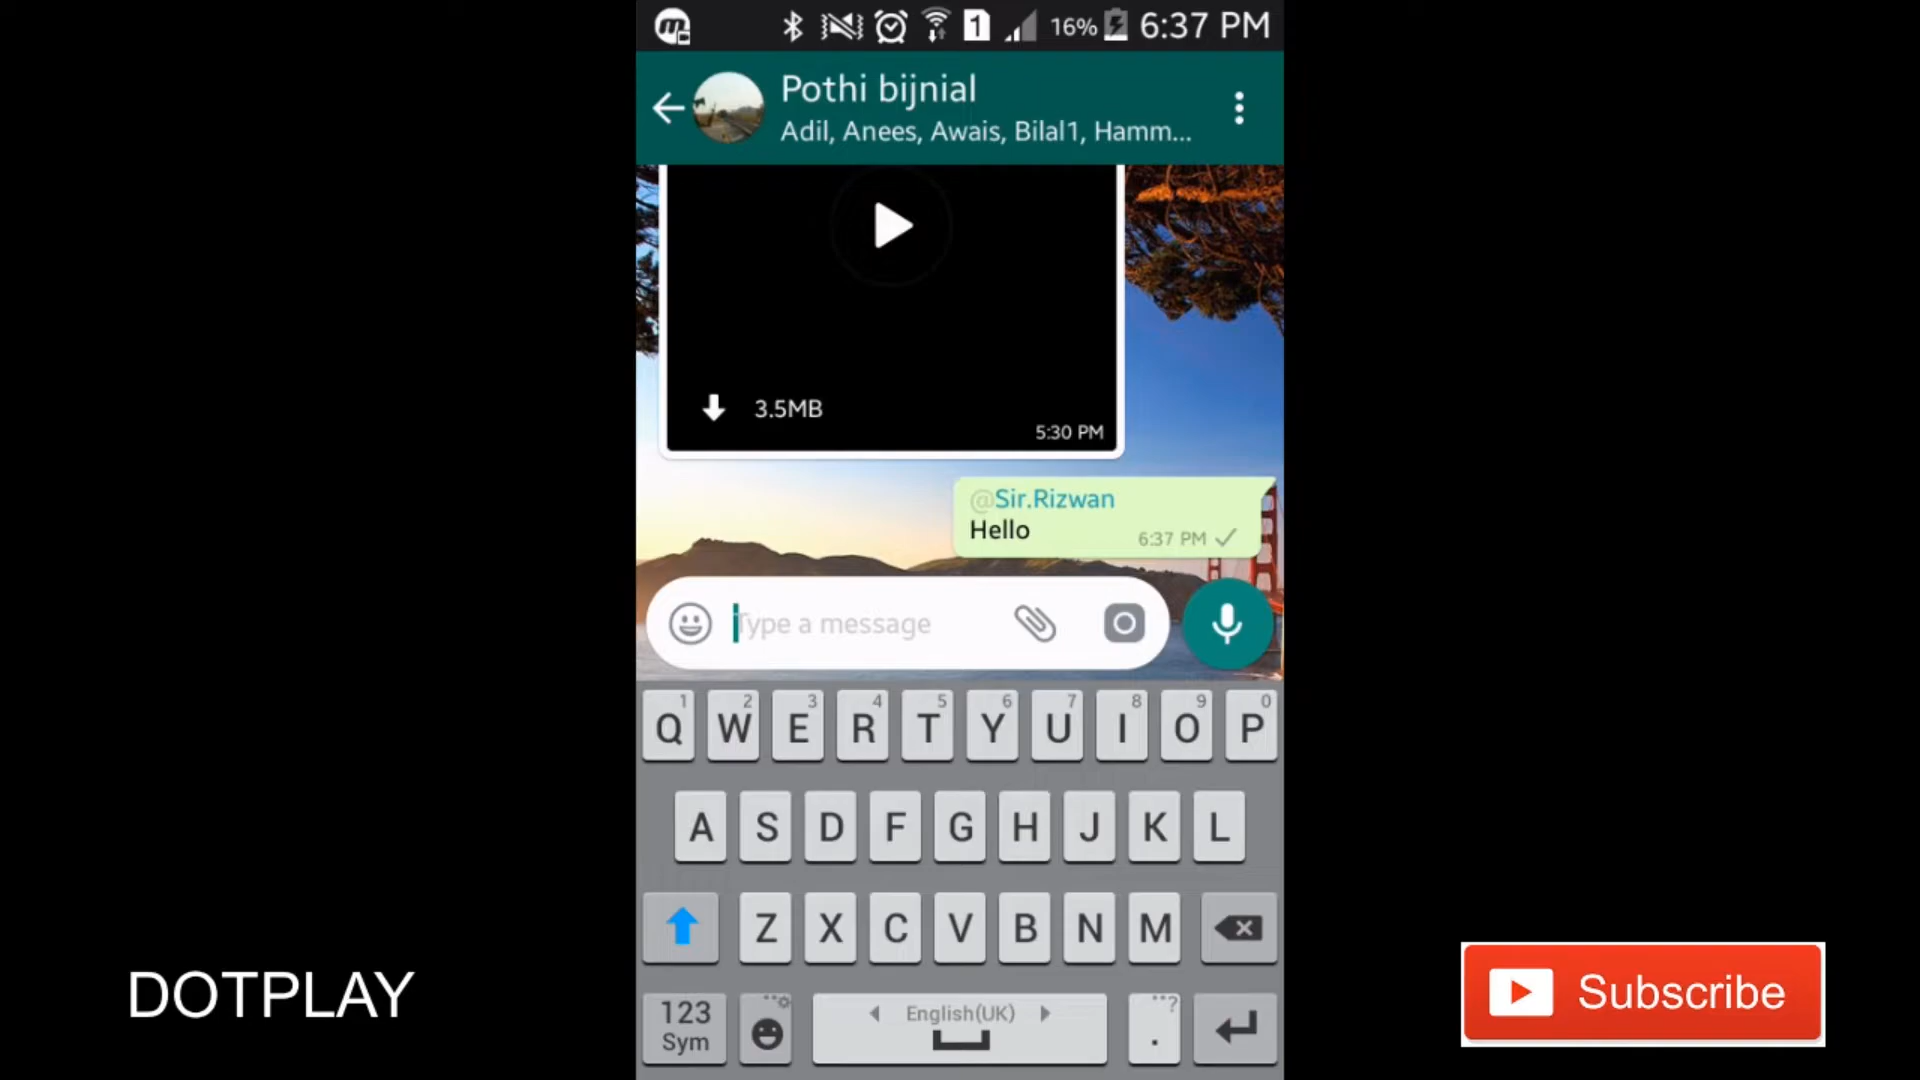 1 16% 6:37 PM
Pothi bijnial
Adil, Anees, Awais, Bilal1, Hamm...
3.5MB
5:30 PM
@Sir.Rizwan
Hello
6:37 PM
Type a message
1 2 3 4 5 6 7 8 9 0
Q W E R T Y U I O P
A S D F G H J K L
Z X C V B N M
123
Sym
English(UK)
. ?
DOTPLAY
Subscribe